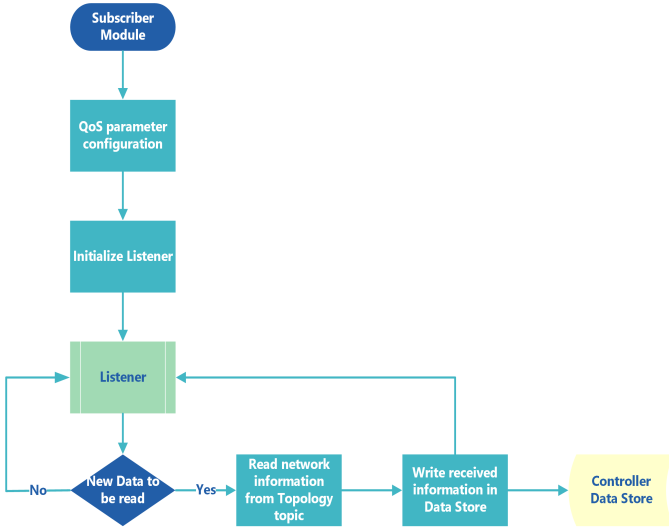 Subscriber
Module
QoS parameter
configuration
Initialize Listener
Listener
New Data to
be read
No
Yes
Read network
information
from Topology
topic
Write received
information in
Data Store
Controller
Data Store